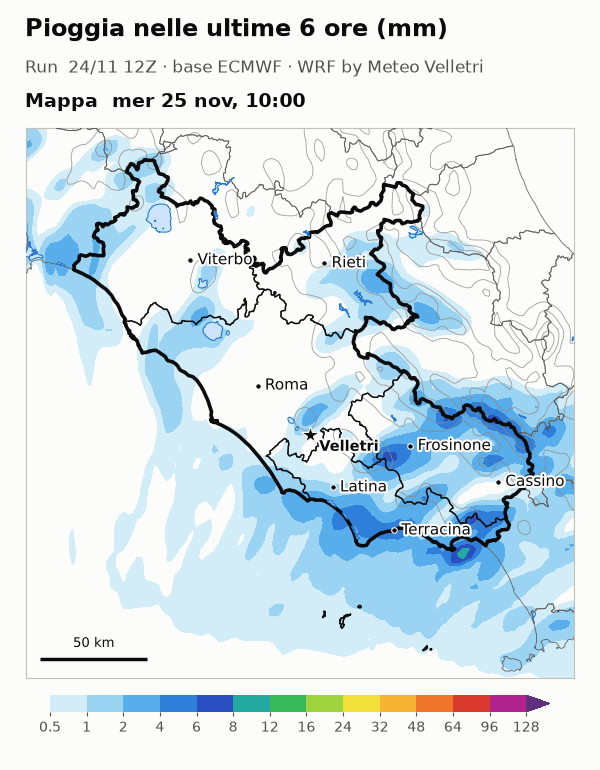 Pioggia nelle ultime 6 ore (mm)
Run  24/11 12Z · base ECMWF · WRF by Meteo Velletri
Mappa  mer 25 nov, 10:00
Viterbo
Rieti
Roma
Velletri
Frosinone
Latina
Cassino
Terracina
50 km
0.5 1 2 4 6 8 12 16 24 32 48 64 96 128